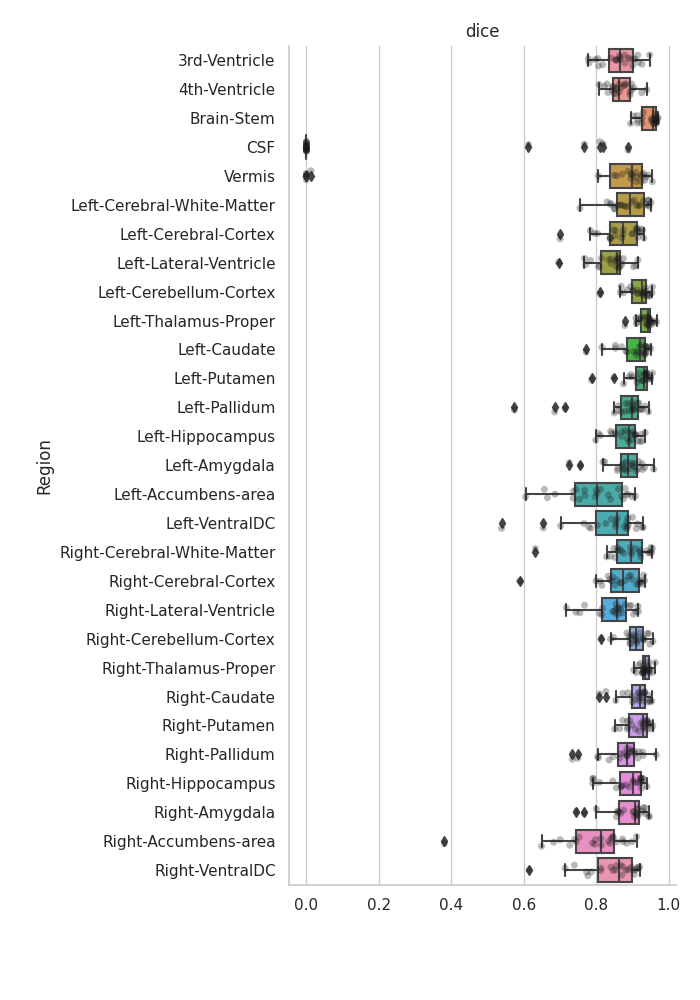 dice
3rd-Ventricle
4th-Ventricle
Brain-Stem
CSF
Vermis
Left-Cerebral-White-Matter
Left-Cerebral-Cortex
Left-Lateral-Ventricle
Left-Cerebellum-Cortex
Left-Thalamus-Proper
Left-Caudate
Left-Putamen
Left-Pallidum
Left-Hippocampus
Left-Amygdala
Left-Accumbens-area
Left-VentralDC
Right-Cerebral-White-Matter
Right-Cerebral-Cortex
Right-Lateral-Ventricle
Right-Cerebellum-Cortex
Right-Thalamus-Proper
Right-Caudate
Right-Putamen
Right-Pallidum
Right-Hippocampus
Right-Amygdala
Right-Accumbens-area
Right-VentralDC
Region
0.0 0.2 0.4 0.6 0.8 1.0